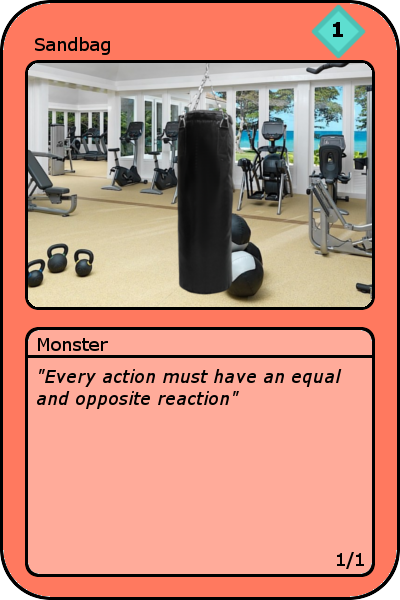 1
Sandbag
Monster
"Every action must have an equal
and opposite reaction"
1/1